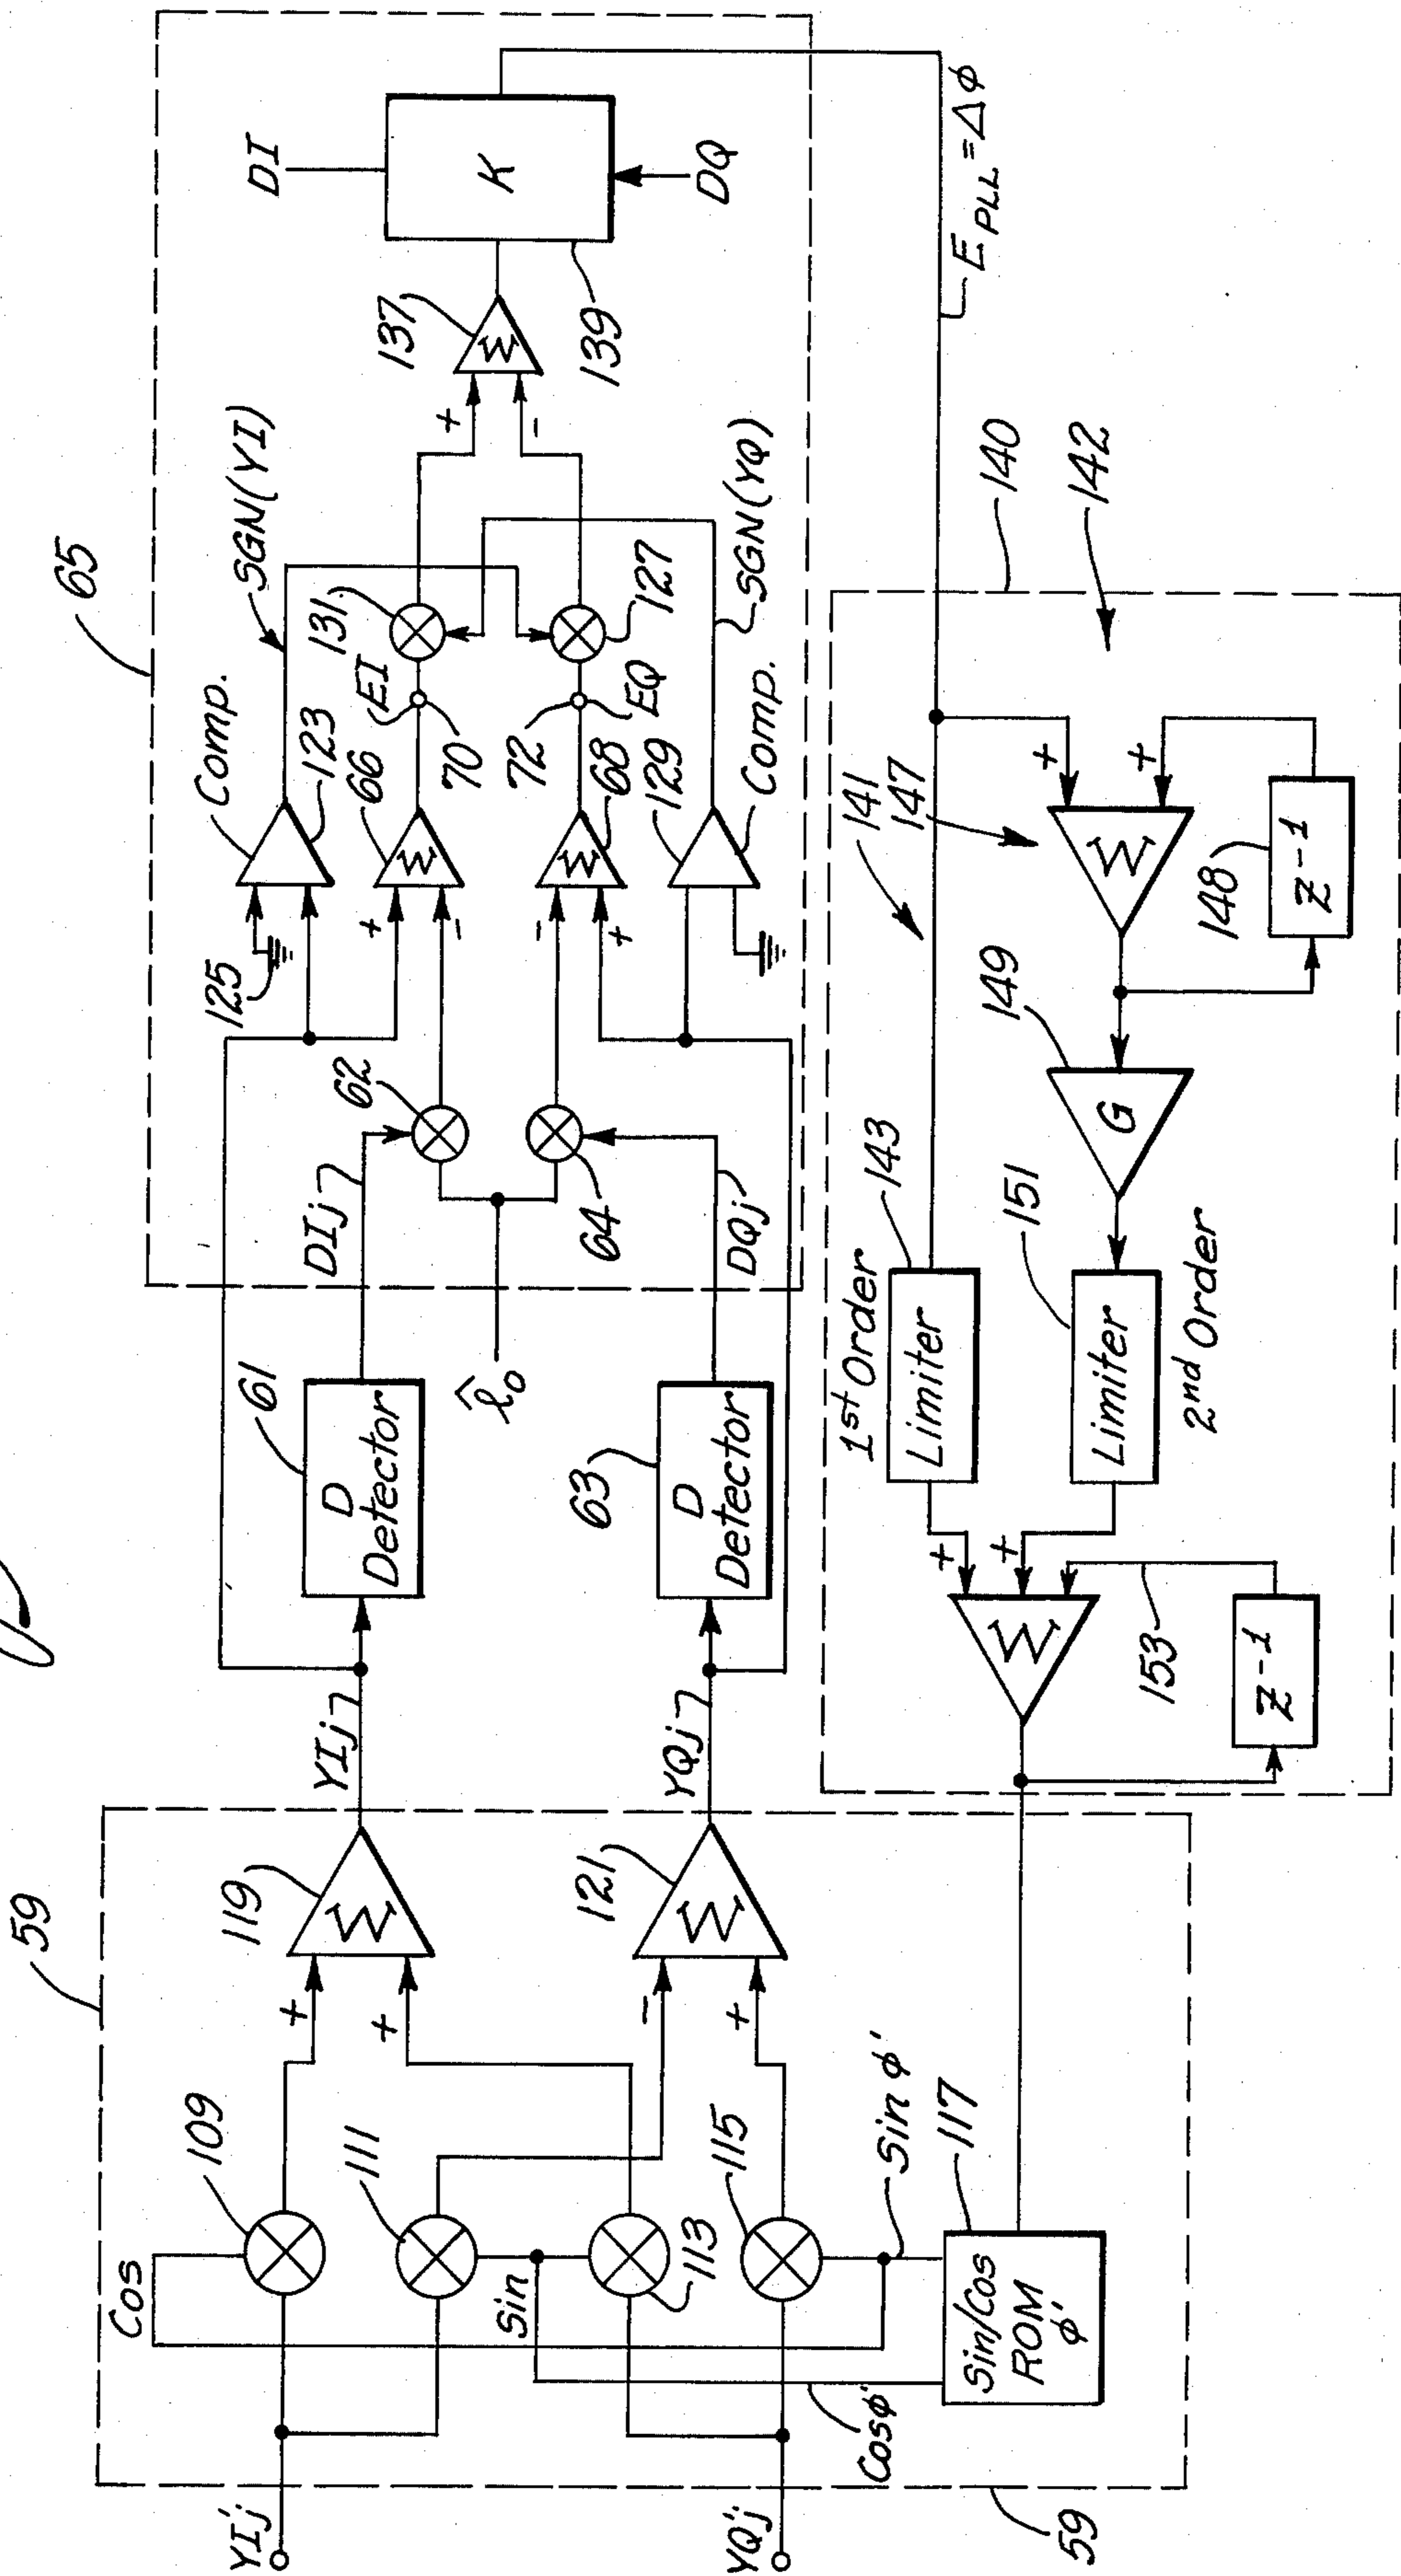 65
DI
K
DQ
139
137
+
-
E PLL = Δφ
SGN(YI)
SGN(YQ)
131
EI
127
EQ
70
72
Comp.
123
66
68
129
Comp.
125
+
-
-
+
62
64
DIj
DQj
ℓ̂o
61
D
Detector
63
D
Detector
YIj
YQj
140
142
141
147
+
+
Σ
148
Z-1
149
G
143
1st Order
Limiter
151
Limiter
2nd Order
+
+
Σ
153
Z-1
59
119
Σ
121
Σ
+
+
-
+
109
111
113
115
Cos
Sin
Sin φ'
Cosφ'
117
Sin/Cos
ROM
φ'
YI'j
YQ'j
59